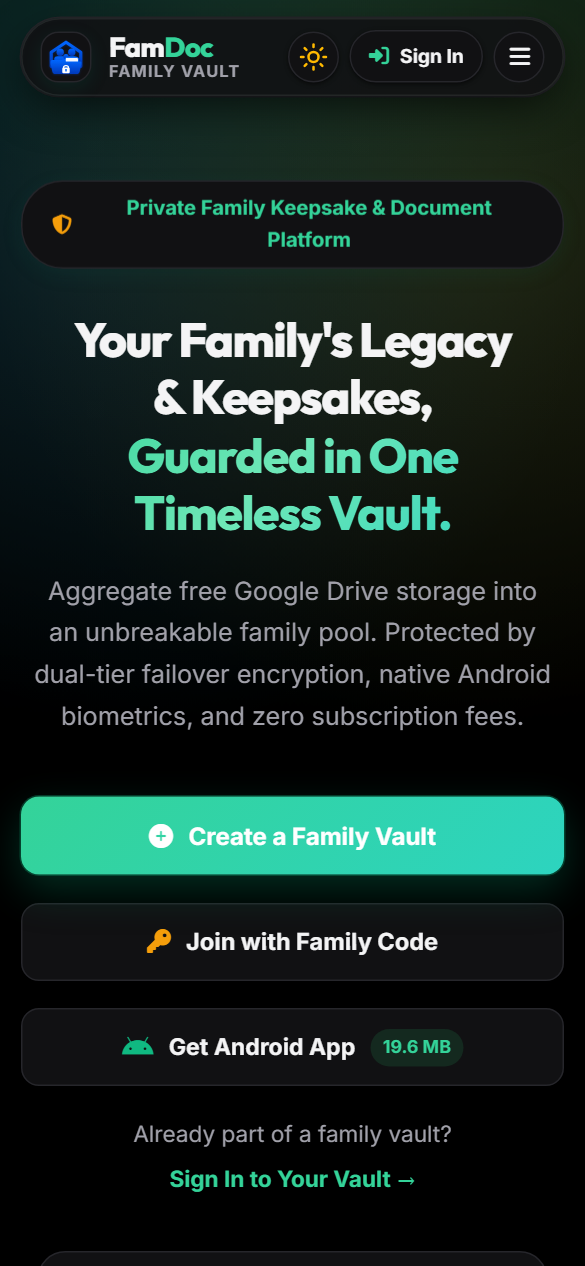 FamDoc
FAMILY VAULT
Sign In
Private Family Keepsake & Document
Platform
Your Family's Legacy
& Keepsakes,
Guarded in One
Timeless Vault.
Aggregate free Google Drive storage into
an unbreakable family pool. Protected by
dual-tier failover encryption, native Android
biometrics, and zero subscription fees.
Create a Family Vault
Join with Family Code
Get Android App 19.6 MB
Already part of a family vault?
Sign In to Your Vault →